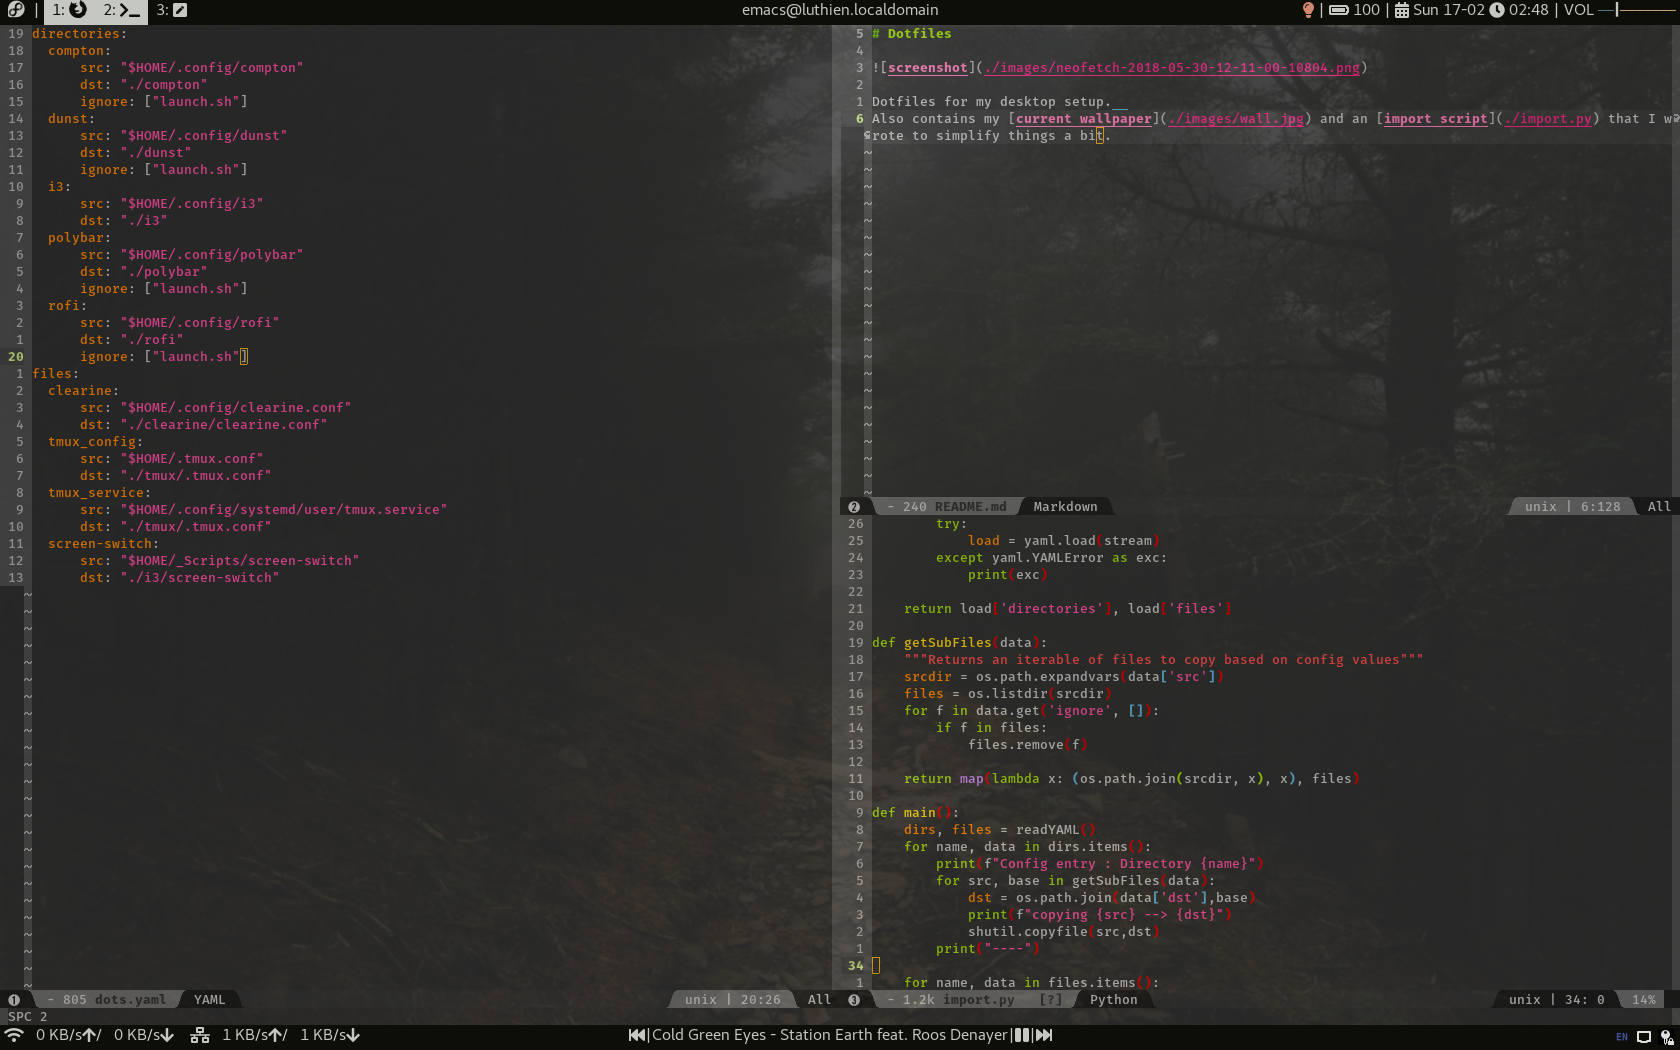 1: 2: 3: emacs@luthien.localdomain 100 | Sun 17-02 02:48 | VOL
19 directories:
18   compton:
17       src: "$HOME/.config/compton"
16       dst: "./compton"
15       ignore: ["launch.sh"]
14   dunst:
13       src: "$HOME/.config/dunst"
12       dst: "./dunst"
11       ignore: ["launch.sh"]
10   i3:
9       src: "$HOME/.config/i3"
8       dst: "./i3"
7   polybar:
6       src: "$HOME/.config/polybar"
5       dst: "./polybar"
4       ignore: ["launch.sh"]
3   rofi:
2       src: "$HOME/.config/rofi"
1       dst: "./rofi"
20       ignore: ["launch.sh"]
1 files:
2   clearine:
3       src: "$HOME/.config/clearine.conf"
4       dst: "./clearine/clearine.conf"
5   tmux_config:
6       src: "$HOME/.tmux.conf"
7       dst: "./tmux/.tmux.conf"
8   tmux_service:
9       src: "$HOME/.config/systemd/user/tmux.service"
10       dst: "./tmux/.tmux.conf"
11   screen-switch:
12       src: "$HOME/_Scripts/screen-switch"
13       dst: "./i3/screen-switch"
1 - 805 dots.yaml YAML unix | 20:26 All
SPC 2
5 # Dotfiles
4
3 ![screenshot](./images/neofetch-2018-05-30-12-11-00-10804.png)
2
1 Dotfiles for my desktop setup.__
6 Also contains my [current wallpaper](./images/wall.jpg) and an [import script](./import.py) that I w
rote to simplify things a bit.
2 - 240 README.md Markdown unix | 6:128 All
26         try:
25             load = yaml.load(stream)
24         except yaml.YAMLError as exc:
23             print(exc)
22
21     return load['directories'], load['files']
20
19 def getSubFiles(data):
18     """Returns an iterable of files to copy based on config values"""
17     srcdir = os.path.expandvars(data['src'])
16     files = os.listdir(srcdir)
15     for f in data.get('ignore', []):
14         if f in files:
13             files.remove(f)
12
11     return map(lambda x: (os.path.join(srcdir, x), x), files)
10
9 def main():
8     dirs, files = readYAML()
7     for name, data in dirs.items():
6         print(f"Config entry : Directory {name}")
5         for src, base in getSubFiles(data):
4             dst = os.path.join(data['dst'],base)
3             print(f"copying {src} --> {dst}")
2             shutil.copyfile(src,dst)
1         print("----")
34
1     for name, data in files.items():
3 - 1.2k import.py [?] Python unix | 34: 0 14%
0 KB/s / 0 KB/s 1 KB/s / 1 KB/s |Cold Green Eyes - Station Earth feat. Roos Denayer| EN